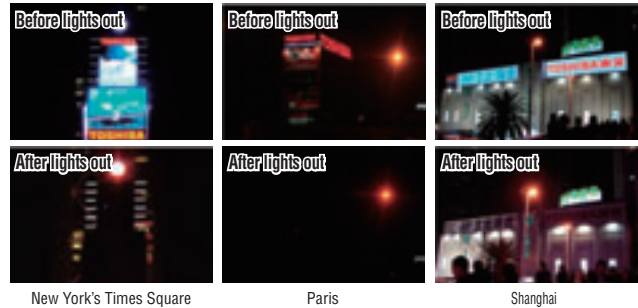 Before lights out
Before lights out
Before lights out
TOSHIBA
TOSHIBA
TOSHIBA
After lights out
After lights out
After lights out
New York's Times Square
Paris
Shanghai